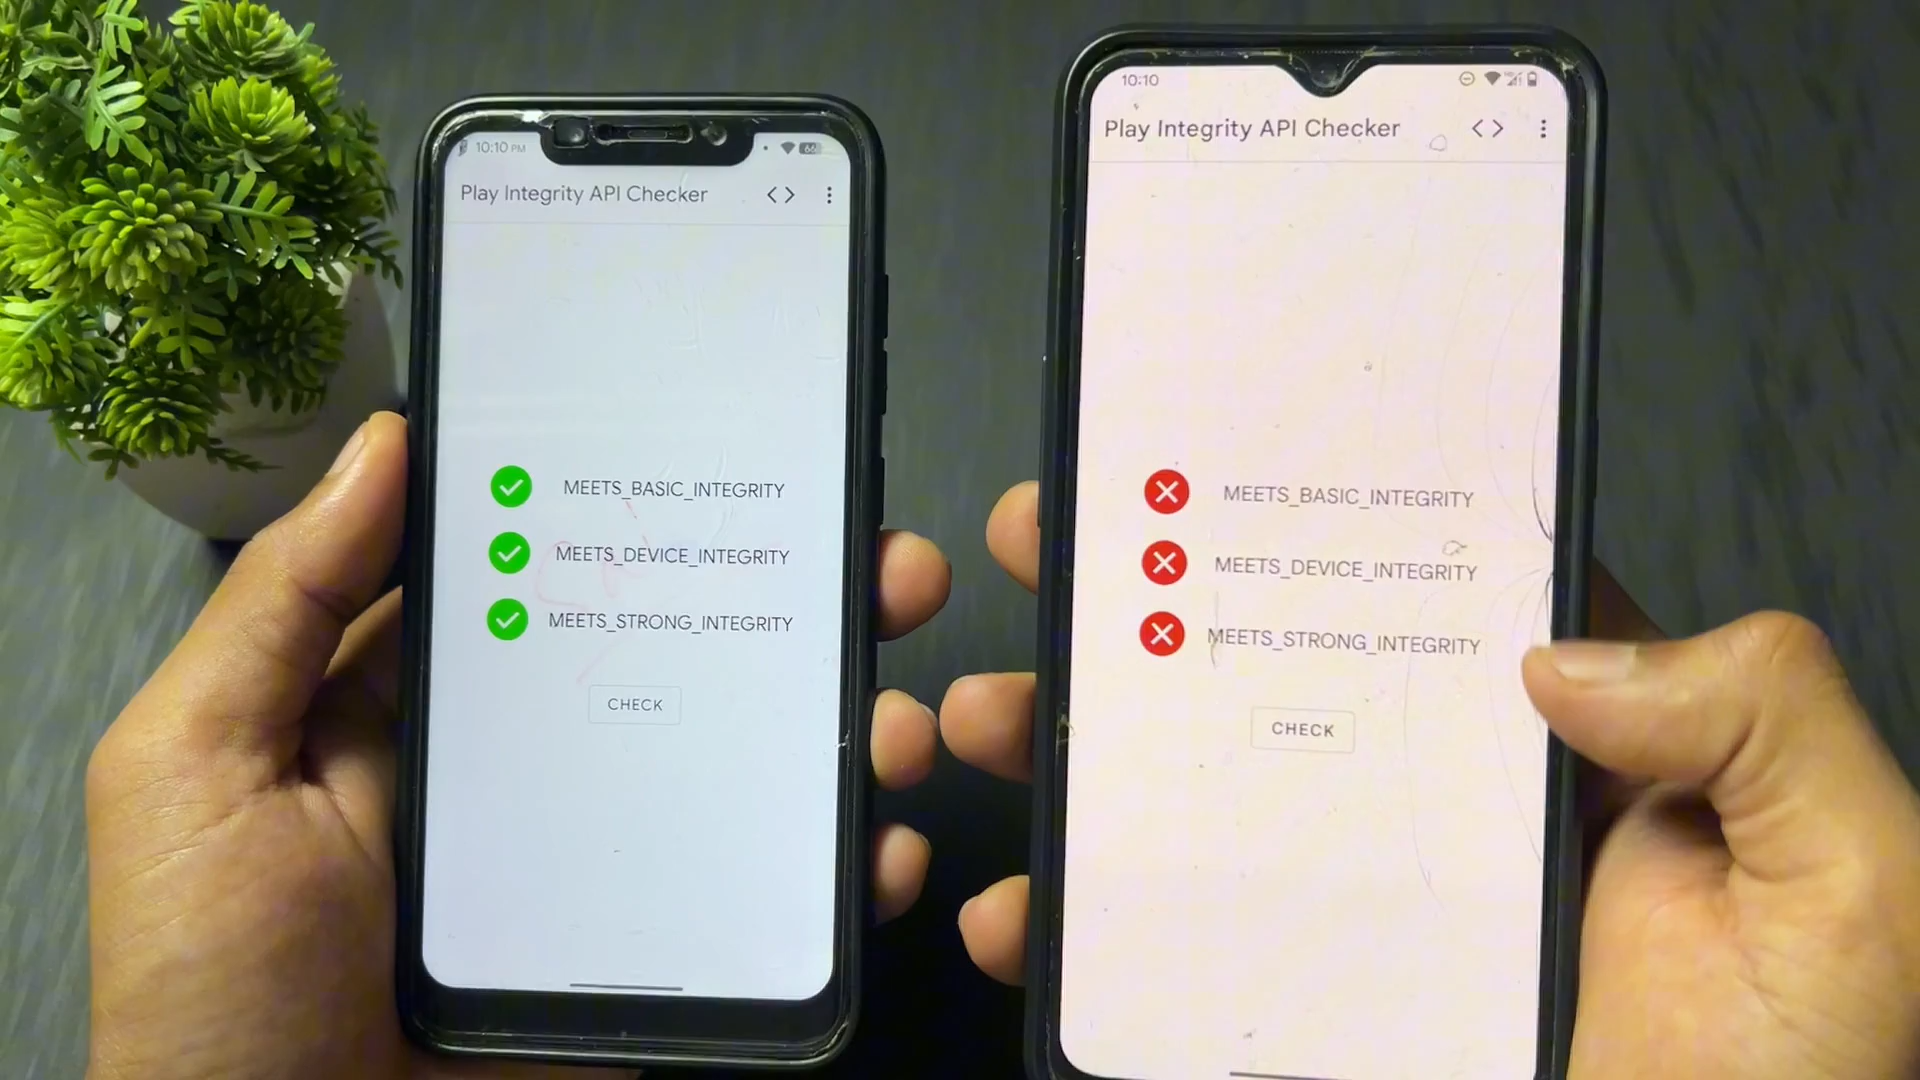 10:10 PM
66
Play Integrity API Checker
MEETS_BASIC_INTEGRITY
MEETS_DEVICE_INTEGRITY
MEETS_STRONG_INTEGRITY
CHECK
10:10
Play Integrity API Checker
MEETS_BASIC_INTEGRITY
MEETS_DEVICE_INTEGRITY
MEETS_STRONG_INTEGRITY
CHECK